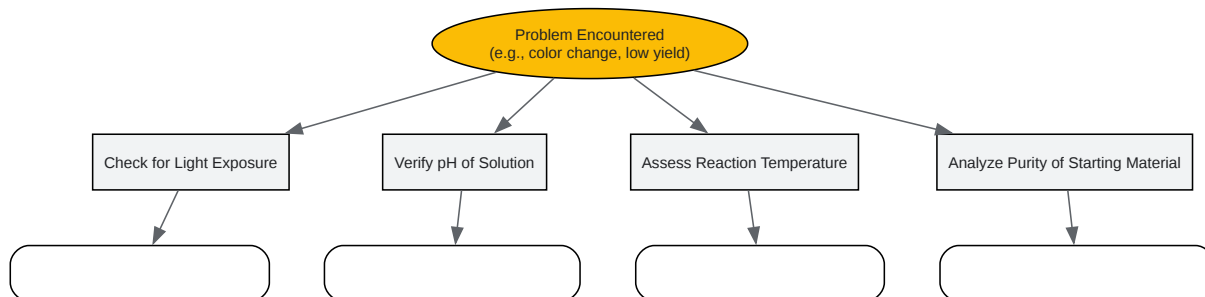 Problem Encountered
(e.g., color change, low yield)
Check for Light Exposure
Verify pH of Solution
Assess Reaction Temperature
Analyze Purity of Starting Material